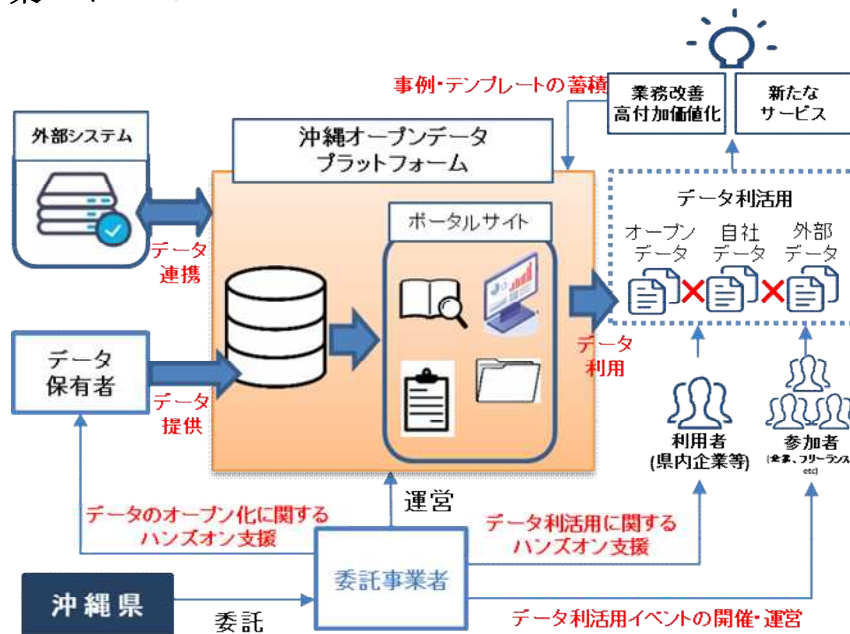 事例・テンプレートの蓄積
業務改善
高付加価値化
新たな
サービス
外部システム
沖縄オープンデータ
プラットフォーム
データ利活用
ポータルサイト
オープン
データ
自社
データ
外部
データ
データ
連携
データ
利用
データ
保有者
データ
提供
利用者
(県内企業等)
参加者
(企業、フリーランス
etc)
運営
データのオープン化に関する
ハンズオン支援
データ利活用に関する
ハンズオン支援
委託事業者
沖縄県
委託
データ利活用イベントの開催・運営